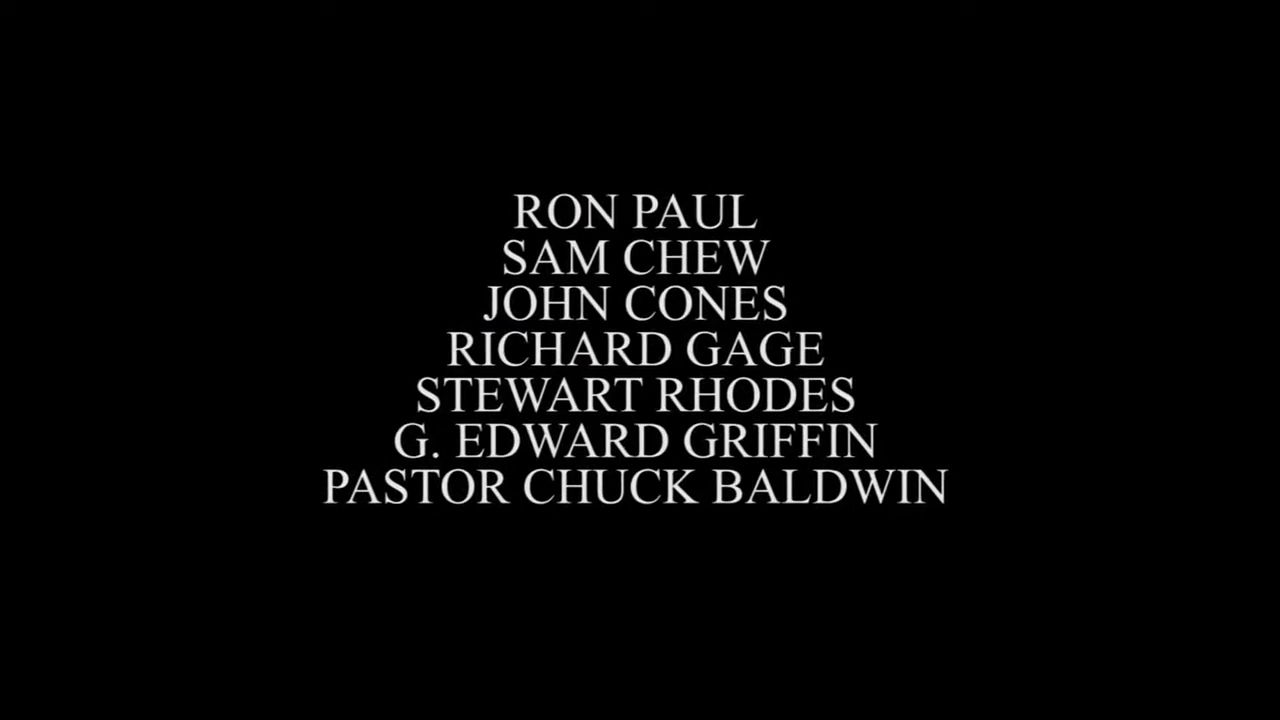 RON PAUL
SAM CHEW
JOHN CONES
RICHARD GAGE
STEWART RHODES
G. EDWARD GRIFFIN
PASTOR CHUCK BALDWIN